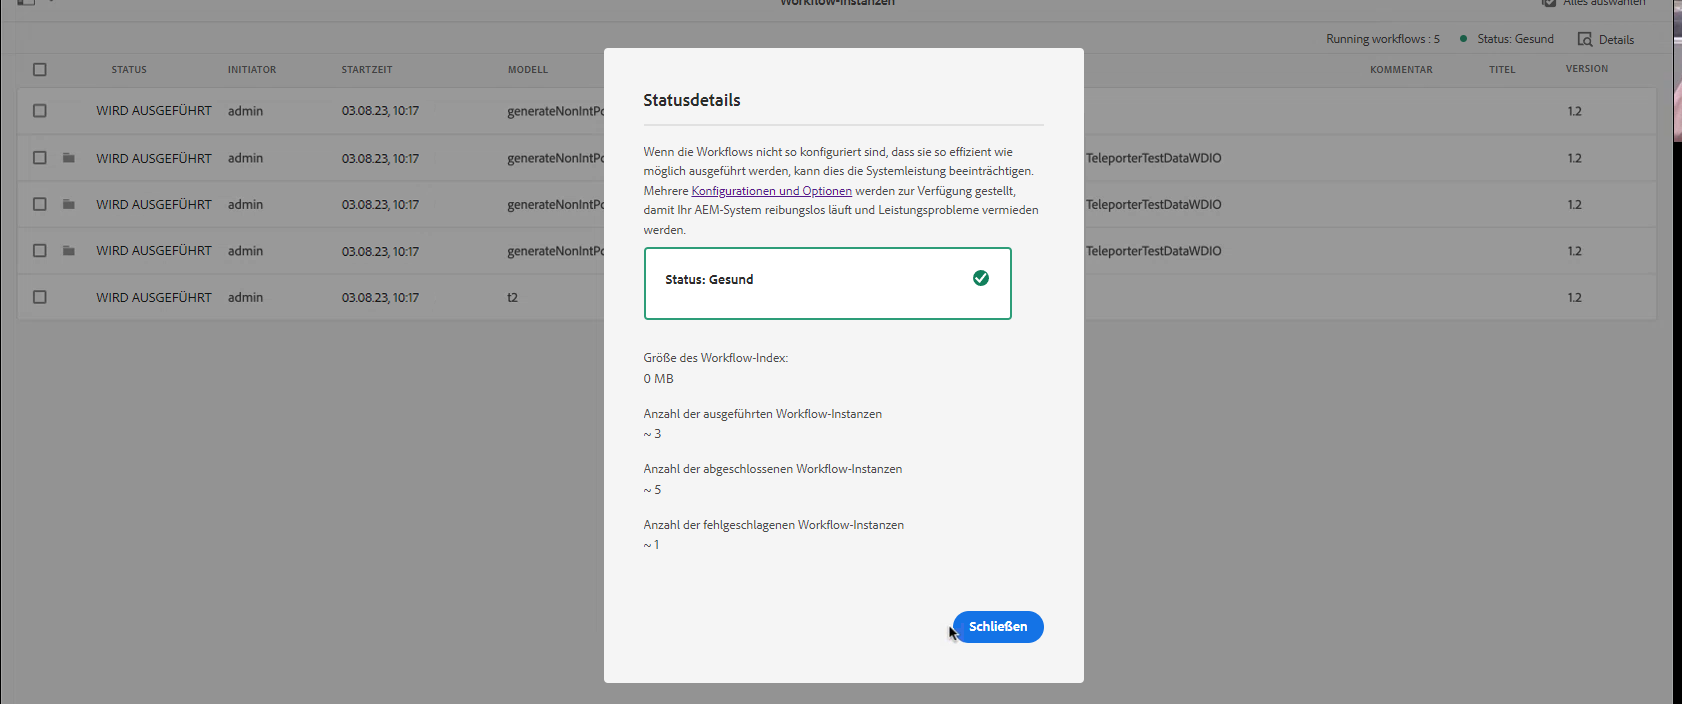 Workflow-Instanzen
Alles auswählen
Running workflows : 5 Status: Gesund Details
STATUS INITIATOR STARTZEIT MODELL KOMMENTAR TITEL VERSION
WIRD AUSGEFÜHRT admin 03.08.23, 10:17 generateNonIntPo 1.2
WIRD AUSGEFÜHRT admin 03.08.23, 10:17 generateNonIntPo TeleporterTestDataWDIO 1.2
WIRD AUSGEFÜHRT admin 03.08.23, 10:17 generateNonIntPo TeleporterTestDataWDIO 1.2
WIRD AUSGEFÜHRT admin 03.08.23, 10:17 generateNonIntPo TeleporterTestDataWDIO 1.2
WIRD AUSGEFÜHRT admin 03.08.23, 10:17 t2 1.2
Statusdetails
Wenn die Workflows nicht so konfiguriert sind, dass sie so effizient wie
möglich ausgeführt werden, kann dies die Systemleistung beeinträchtigen.
Mehrere Konfigurationen und Optionen werden zur Verfügung gestellt,
damit Ihr AEM-System reibungslos läuft und Leistungsprobleme vermieden
werden.
Status: Gesund
Größe des Workflow-Index:
0 MB
Anzahl der ausgeführten Workflow-Instanzen
~ 3
Anzahl der abgeschlossenen Workflow-Instanzen
~ 5
Anzahl der fehlgeschlagenen Workflow-Instanzen
~ 1
Schließen